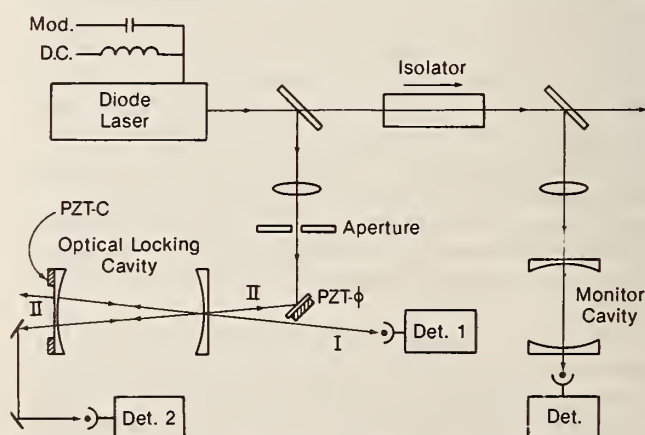 Mod.
D.C.
Diode
Laser
Isolator
PZT-C
Optical Locking
Cavity
Aperture
II
PZT-ϕ
II
I
Det. 1
Monitor
Cavity
Det. 2
Det.